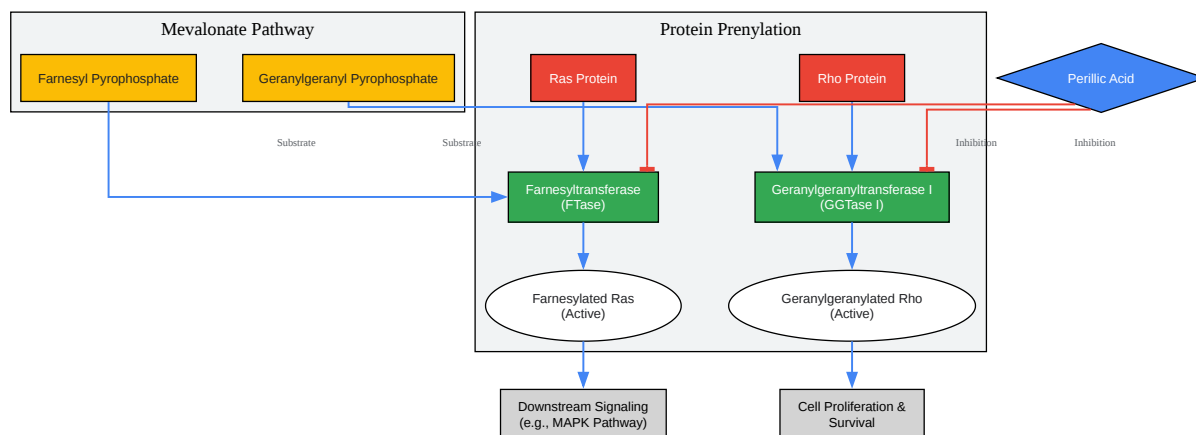 Mevalonate Pathway
Protein Prenylation
Farnesyl Pyrophosphate
Geranylgeranyl Pyrophosphate
Ras Protein
Rho Protein
Perillic Acid
Substrate
Substrate
Inhibition
Inhibition
Farnesyltransferase
(FTase)
Geranylgeranyltransferase I
(GGTase I)
Farnesylated Ras
(Active)
Geranylgeranylated Rho
(Active)
Downstream Signaling
(e.g., MAPK Pathway)
Cell Proliferation &
Survival